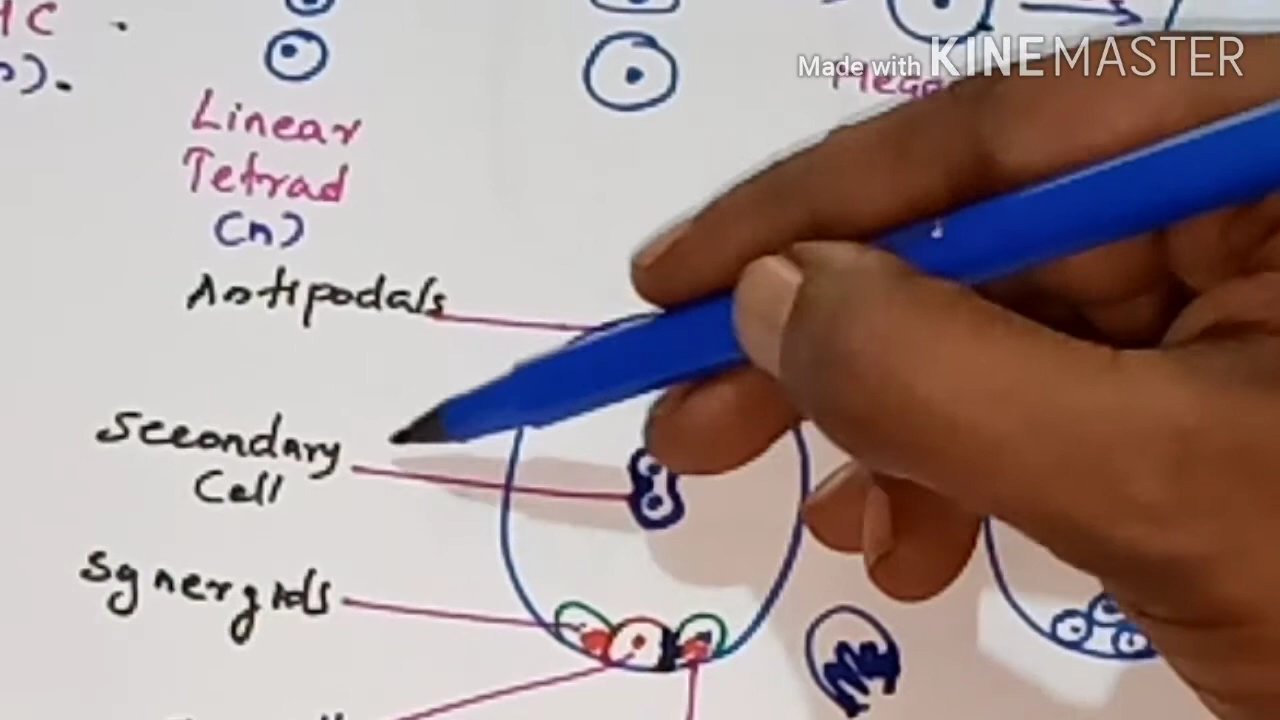 Made with KINEMASTER
Linear
Tetrad
(n)
Antipodals
Secondary
Cell
Synergids